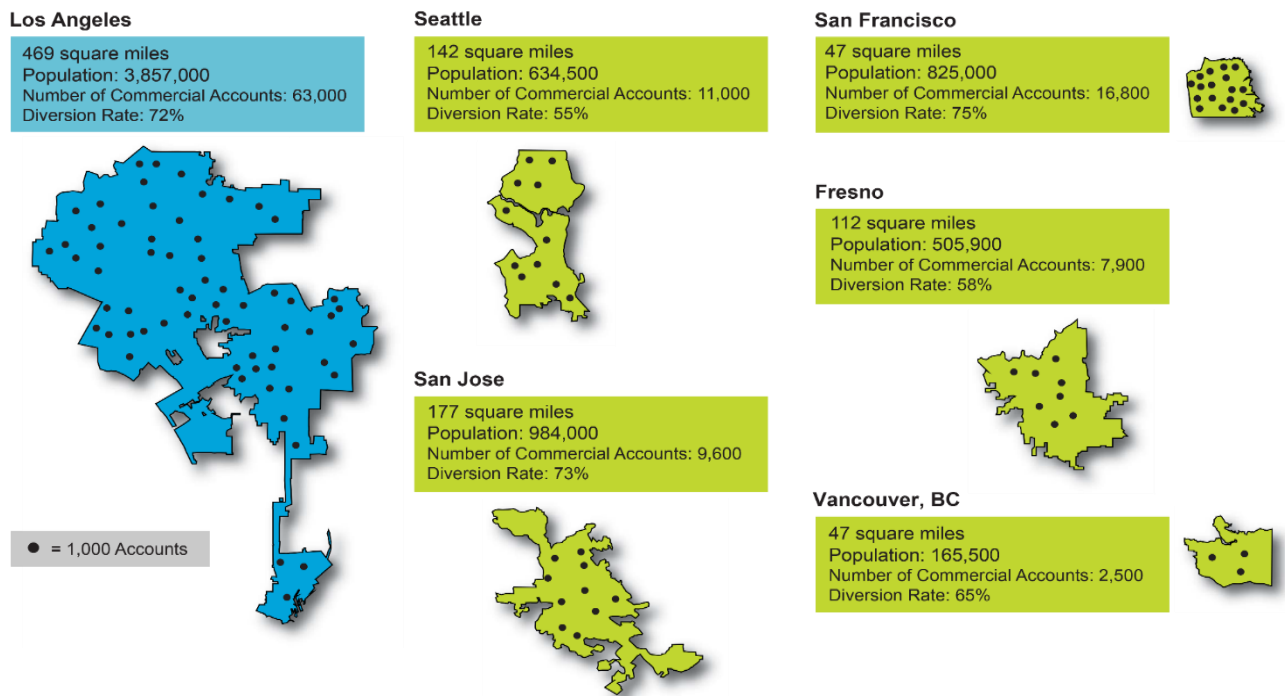 Los Angeles
469 square miles
Population: 3,857,000
Number of Commercial Accounts: 63,000
Diversion Rate: 72%
Seattle
142 square miles
Population: 634,500
Number of Commercial Accounts: 11,000
Diversion Rate: 55%
San Francisco
47 square miles
Population: 825,000
Number of Commercial Accounts: 16,800
Diversion Rate: 75%
Fresno
112 square miles
Population: 505,900
Number of Commercial Accounts: 7,900
Diversion Rate: 58%
San Jose
177 square miles
Population: 984,000
Number of Commercial Accounts: 9,600
Diversion Rate: 73%
Vancouver, BC
47 square miles
Population: 165,500
Number of Commercial Accounts: 2,500
Diversion Rate: 65%
= 1,000 Accounts